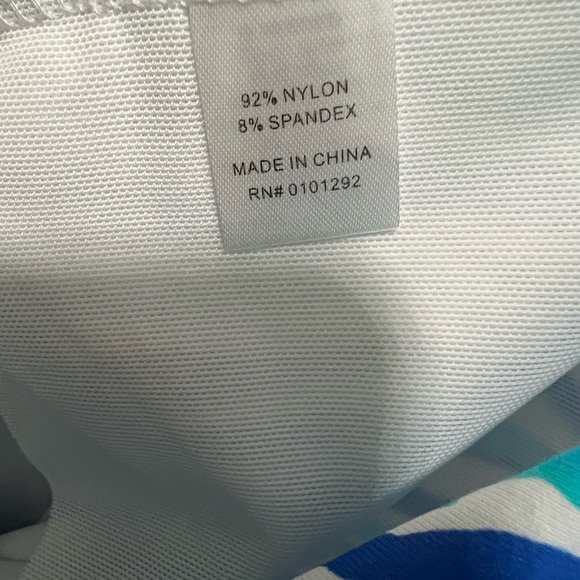 92% NYLON
8% SPANDEX
MADE IN CHINA
RN# 0101292